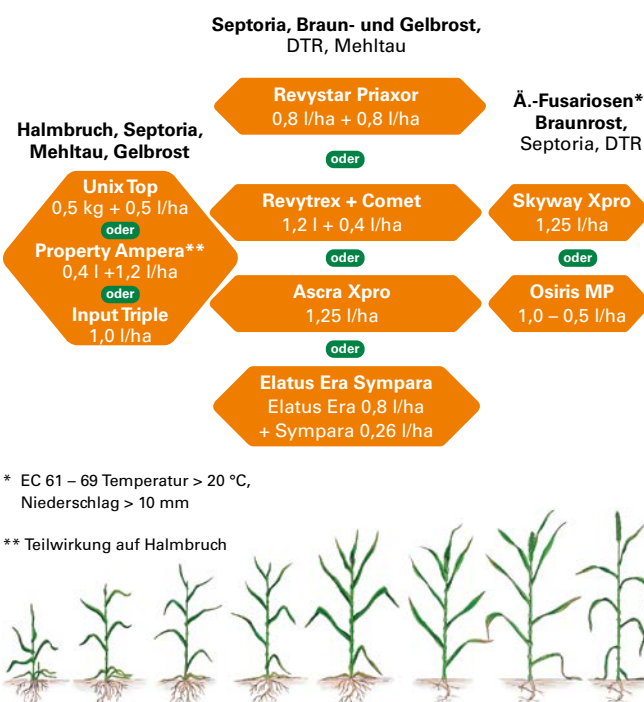 Septoria, Braun- und Gelbrost,
DTR, Mehltau
Revystar Priaxor
0,8 l/ha + 0,8 l/ha
oder
Revytrex + Comet
1,2 l + 0,4 l/ha
oder
Ascra Xpro
1,25 l/ha
oder
Elatus Era Sympara
Elatus Era 0,8 l/ha
+ Sympara 0,26 l/ha
Halmbruch, Septoria,
Mehltau, Gelbrost
Unix Top
0,5 kg + 0,5 l/ha
oder
Property Ampera**
0,4 l +1,2 l/ha
oder
Input Triple
1,0 l/ha
Ä.-Fusariosen*
Braunrost,
Septoria, DTR
Skyway Xpro
1,25 l/ha
oder
Osiris MP
1,0 – 0,5 l/ha
* EC 61 – 69 Temperatur > 20 °C,
Niederschlag > 10 mm
** Teilwirkung auf Halmbruch